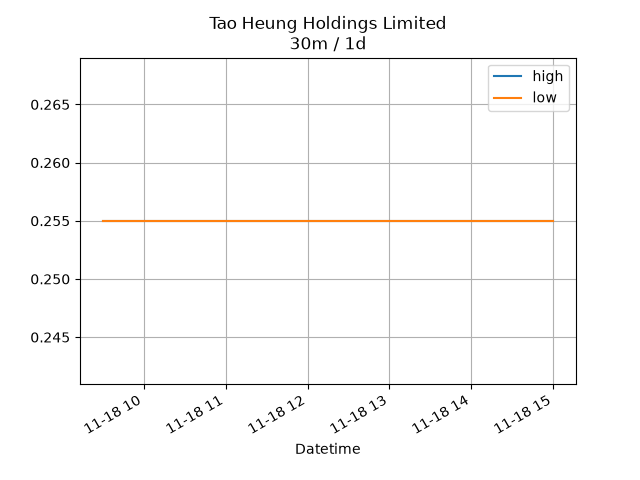 Tao Heung Holdings Limited
30m / 1d
high
low
0.265
0.260
0.255
0.250
0.245
11-18 10
11-18 11
11-18 12
11-18 13
11-18 14
11-18 15
Datetime